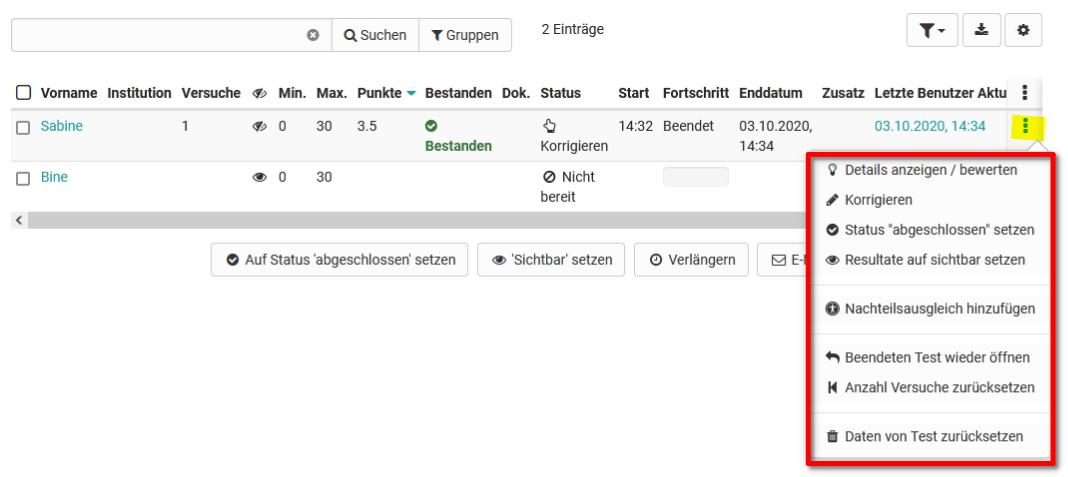 Suchen Gruppen 2 Einträge
Vorname Institution Versuche Min. Max. Punkte Bestanden Dok. Status Start Fortschritt Enddatum Zusatz Letzte Benutzer Aktu
Sabine 1 0 30 3.5 Bestanden Korrigieren 14:32 Beendet 03.10.2020, 14:34 03.10.2020, 14:34
Bine 0 30 Nicht bereit
Auf Status 'abgeschlossen' setzen 'Sichtbar' setzen Verlängern
Details anzeigen / bewerten
Korrigieren
Status "abgeschlossen" setzen
Resultate auf sichtbar setzen
Nachteilsausgleich hinzufügen
Beendeten Test wieder öffnen
Anzahl Versuche zurücksetzen
Daten von Test zurücksetzen